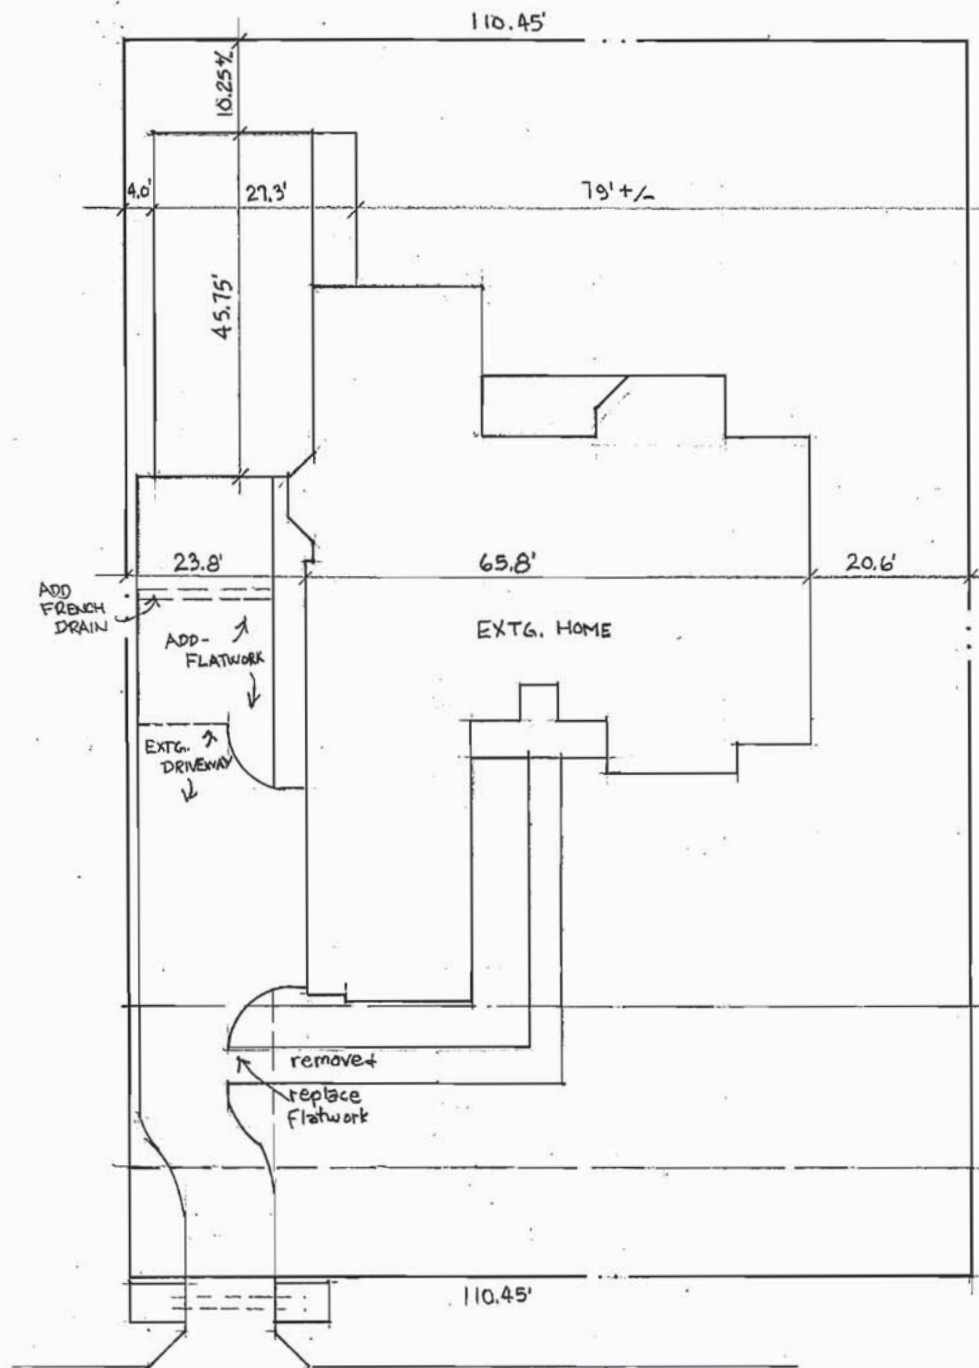 110.45'
10.25±
4.0'
27.3'
79'+/-
45.75'
23.8'
65.8'
20.6'
ADD
FRENCH
DRAIN
ADD-
FLATWORK
EXTG. HOME
EXTG.
DRIVEWAY
remove+
replace
Flatwork
110.45'